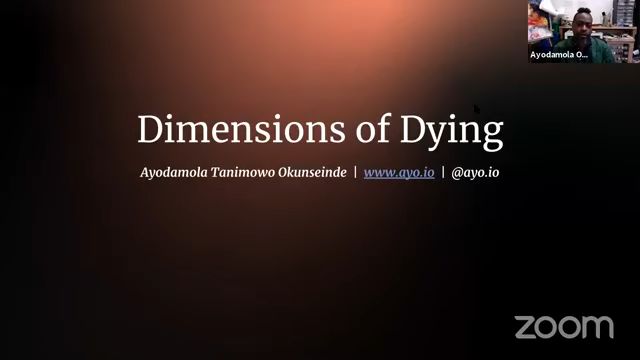 Ayodamola O...
Dimensions of Dying
Ayodamola Tanimowo Okunseinde | www.ayo.io | @ayo.io
zoom